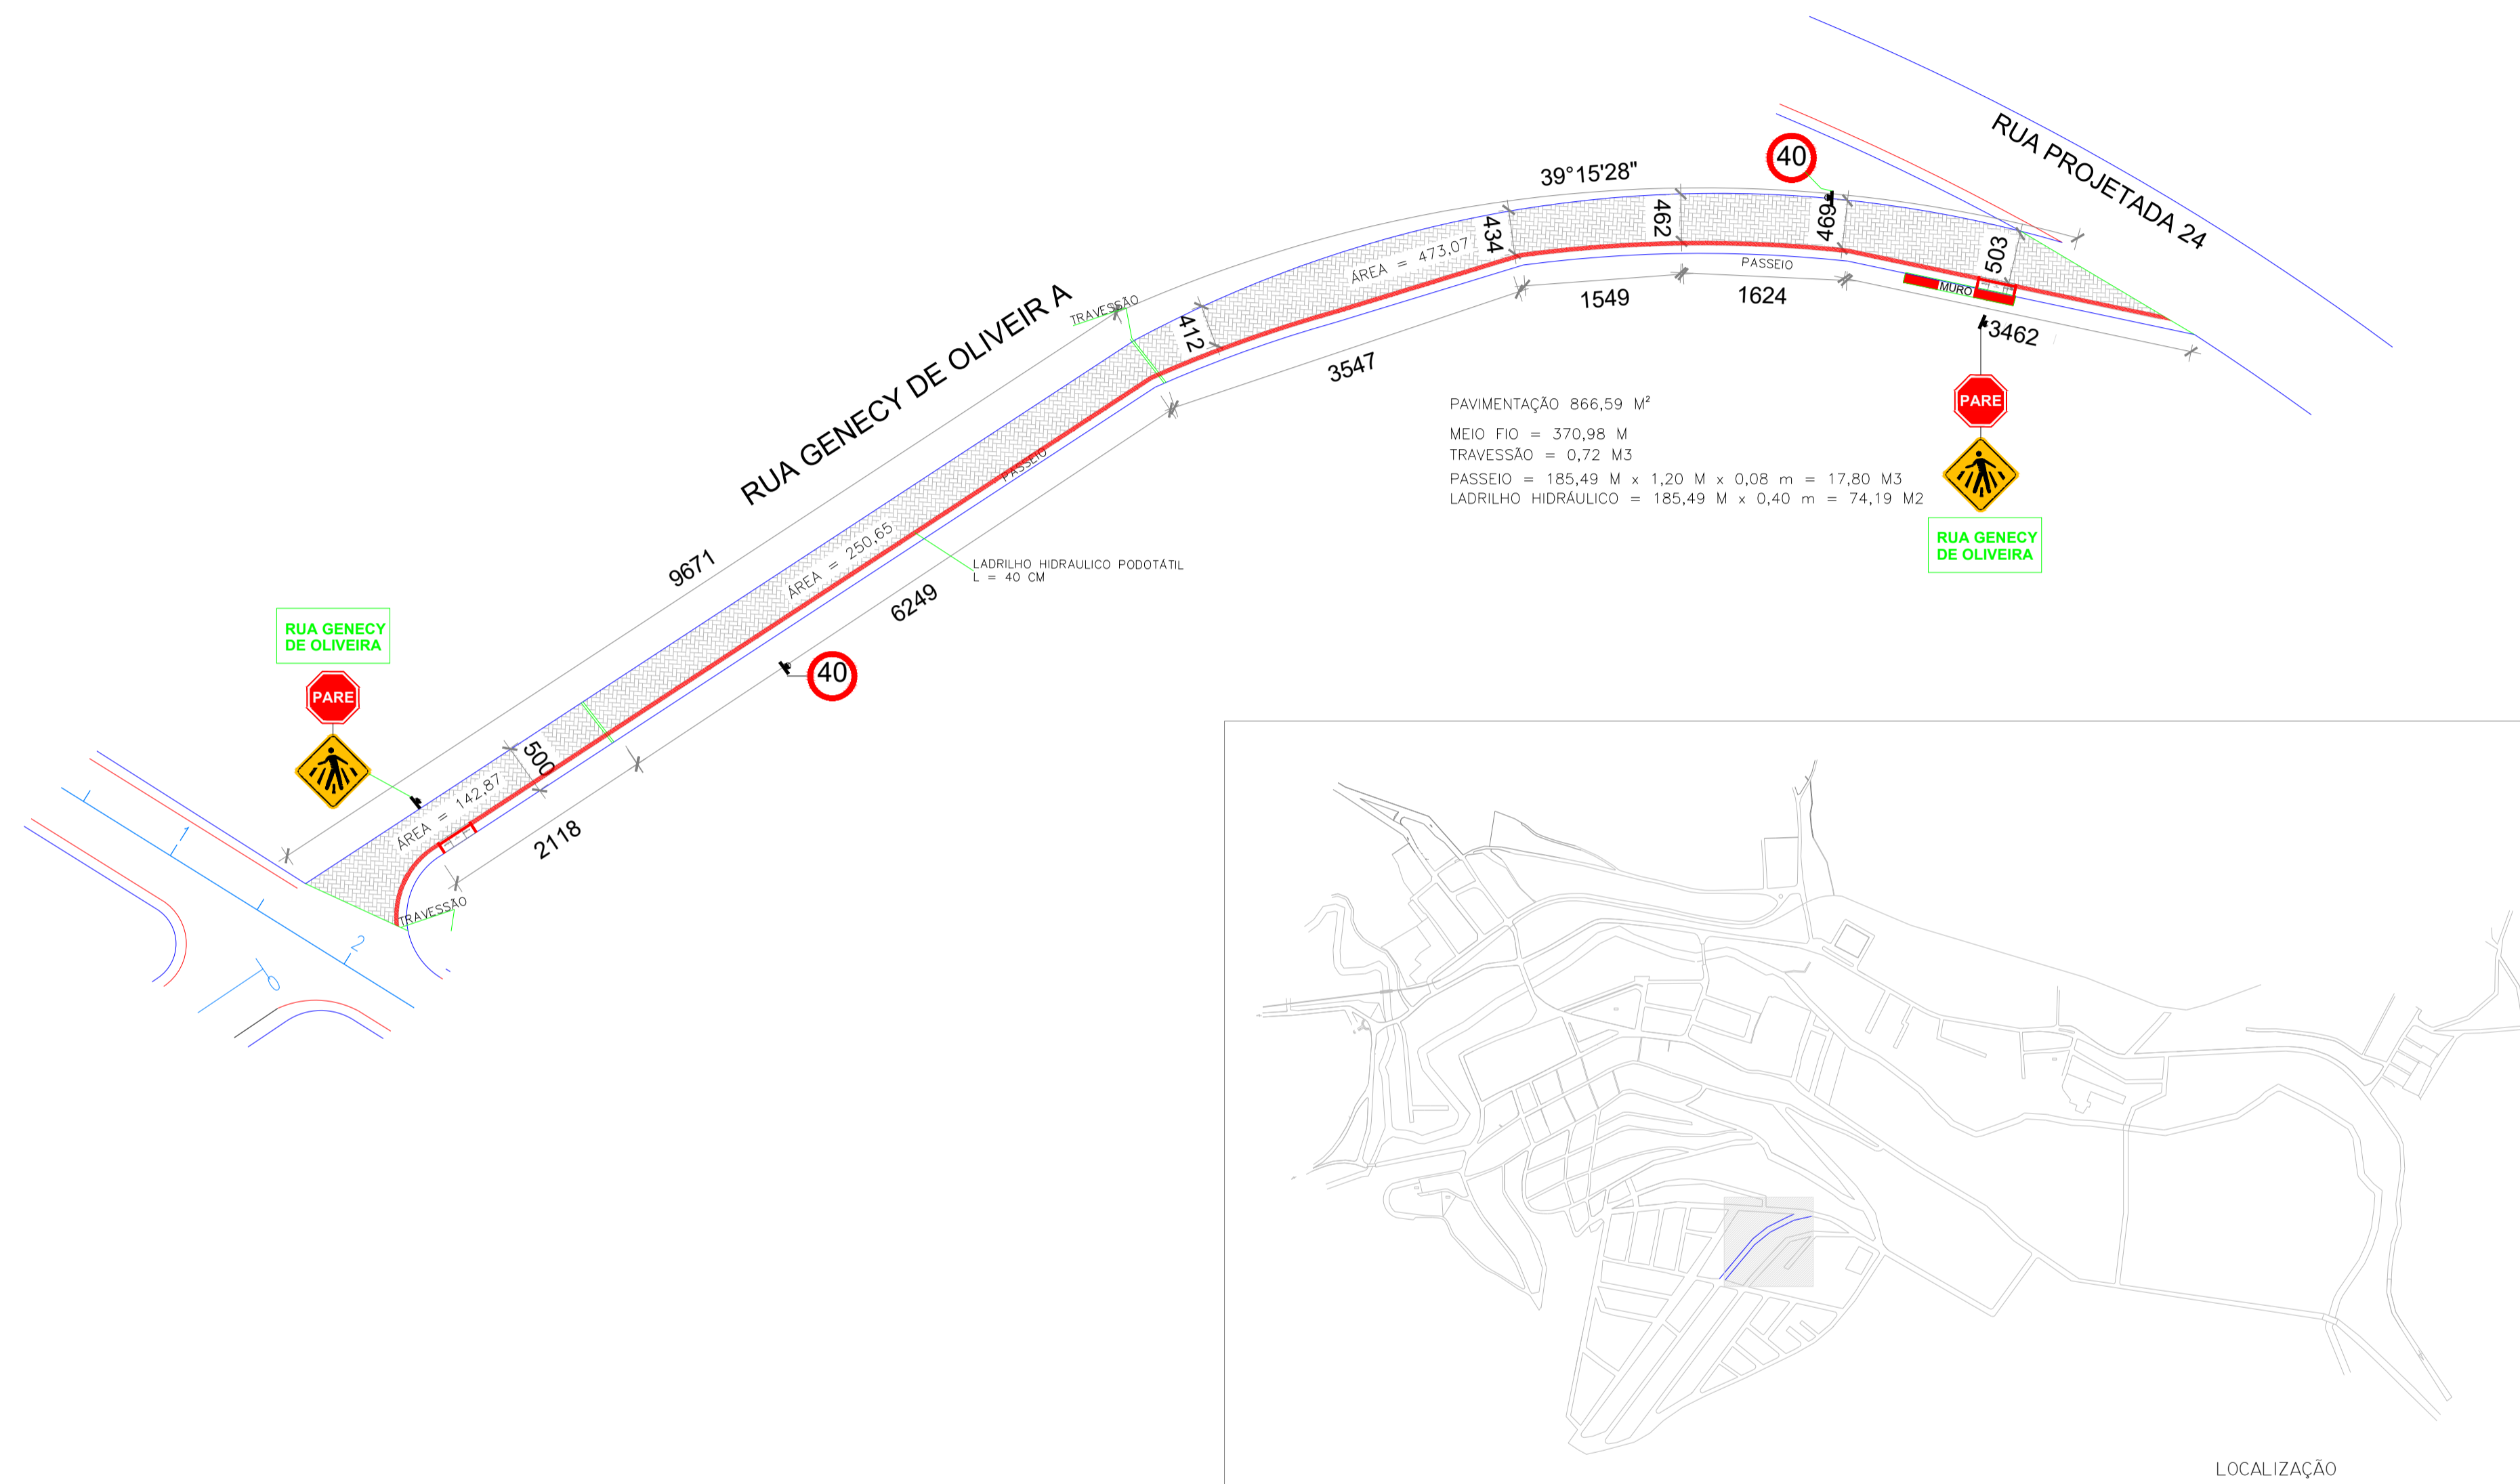 RUA PROJETADA 24
40
39°15'28"
434
462
469
503
ÁREA = 473,07
PASSEIO
MURO
1549
1624
3462
3547
TRAVESSÃO
412
RUA GENECY DE OLIVEIR A
PAVIMENTAÇÃO 866,59 M²
MEIO FIO = 370,98 M
TRAVESSÃO = 0,72 M3
PASSEIO = 185,49 M x 1,20 M x 0,08 m = 17,80 M3
LADRILHO HIDRÁULICO = 185,49 M x 0,40 m = 74,19 M2
PARE
RUA GENECY
DE OLIVEIRA
PASSEIO
9671
ÁREA = 250,65
LADRILHO HIDRAULICO PODOTÁTIL
L = 40 CM
6249
40
RUA GENECY
DE OLIVEIRA
PARE
500
ÁREA = 142,87
2118
TRAVESSÃO
1
2
0
LOCALIZAÇÃO